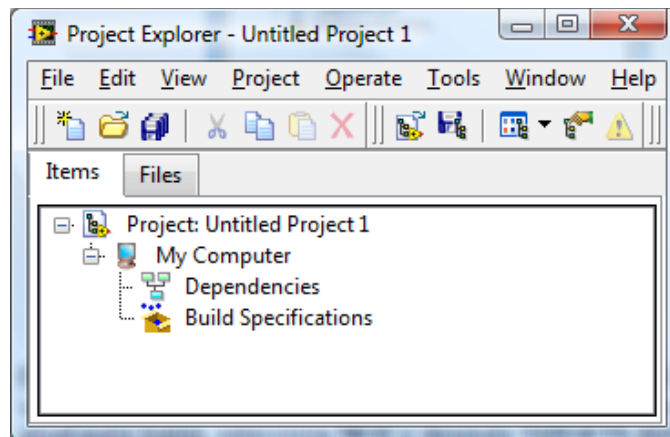 Project Explorer - Untitled Project 1
File Edit View Project Operate Tools Window Help
Items Files
Project: Untitled Project 1
My Computer
Dependencies
Build Specifications